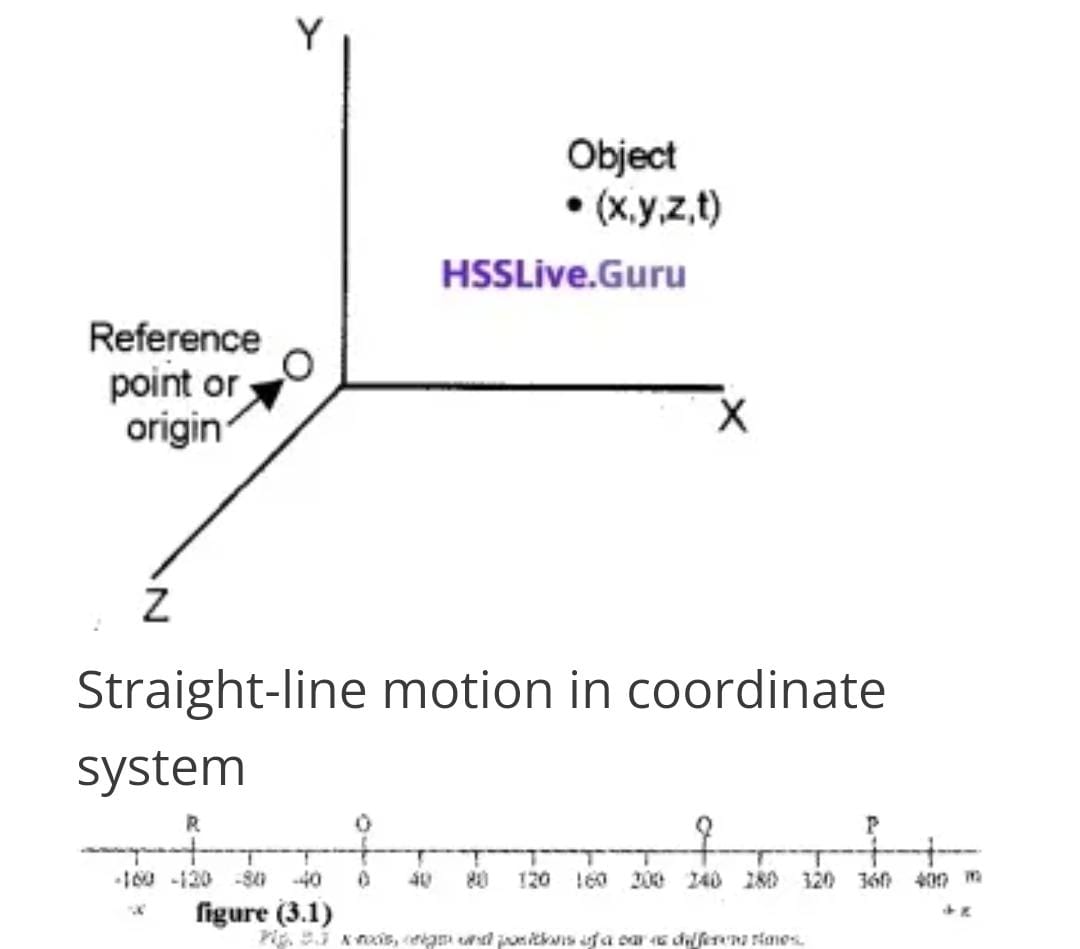 Y
Object
• (x,y,z,t)
HSSLive.Guru
Reference
point or
origin
O
X
Z
Straight-line motion in coordinate
system
R O Q P
-160 -120 -80 -40 0 40 80 120 160 200 240 280 320 360 400 m
-x figure (3.1) + x
Fig. 3.1 x-axis, origin and positions of a car at different times.